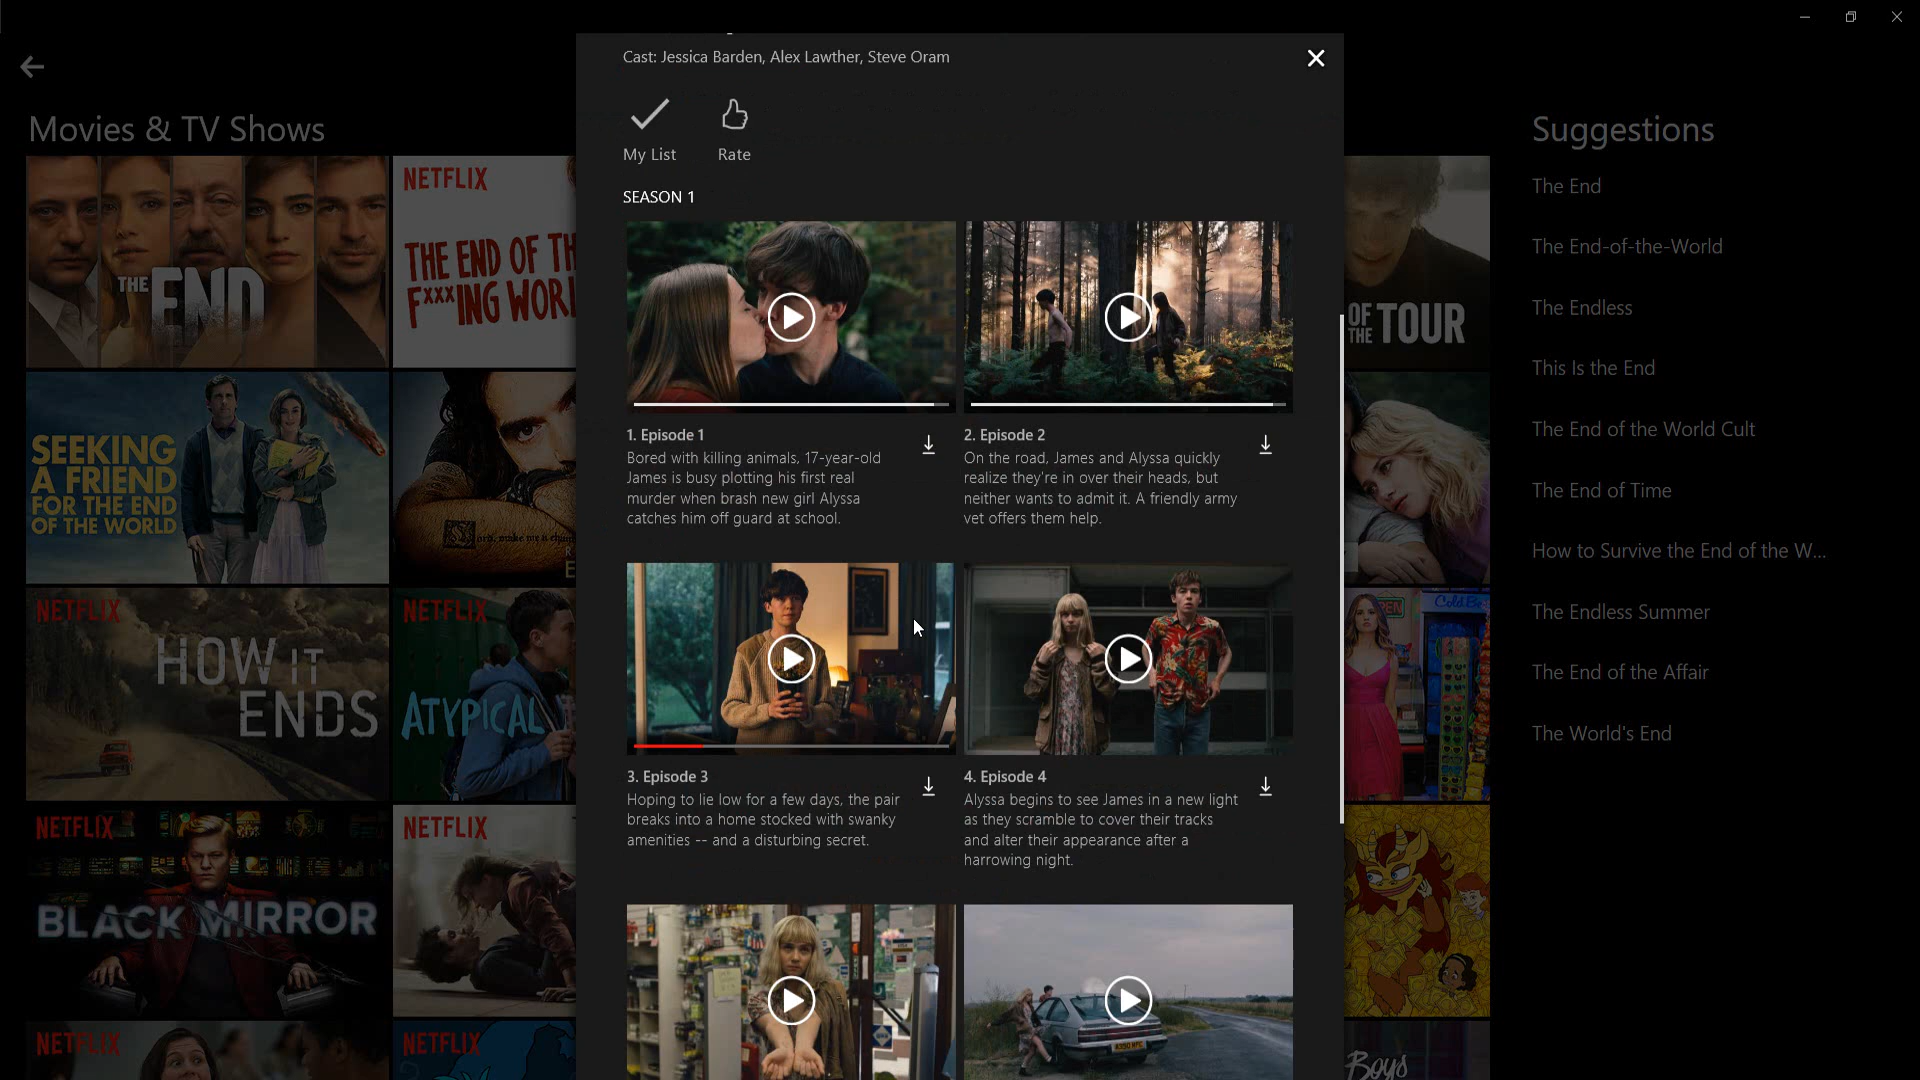 Cast: Jessica Barden, Alex Lawther, Steve Oram
Movies & TV Shows
My List
Rate
SEASON 1
THE END
NETFLIX
THE END OF TH
F***ING WORL
1. Episode 1
Bored with killing animals, 17-year-old
James is busy plotting his first real
murder when brash new girl Alyssa
catches him off guard at school.
2. Episode 2
On the road, James and Alyssa quickly
realize they're in over their heads, but
neither wants to admit it. A friendly army
vet offers them help.
3. Episode 3
Hoping to lie low for a few days, the pair
breaks into a home stocked with swanky
amenities -- and a disturbing secret.
4. Episode 4
Alyssa begins to see James in a new light
as they scramble to cover their tracks
and alter their appearance after a
harrowing night.
OF
THE TOUR
SEEKING
A FRIEND
FOR THE END
OF THE WORLD
NETFLIX
HOW IT
ENDS
NETFLIX
ATYPICAL
OPEN
NETFLIX
BLACK MIRROR
NETFLIX
NETFLIX
NETFLIX
Boys
Suggestions
The End
The End-of-the-World
The Endless
This Is the End
The End of the World Cult
The End of Time
How to Survive the End of the W...
The Endless Summer
The End of the Affair
The World's End